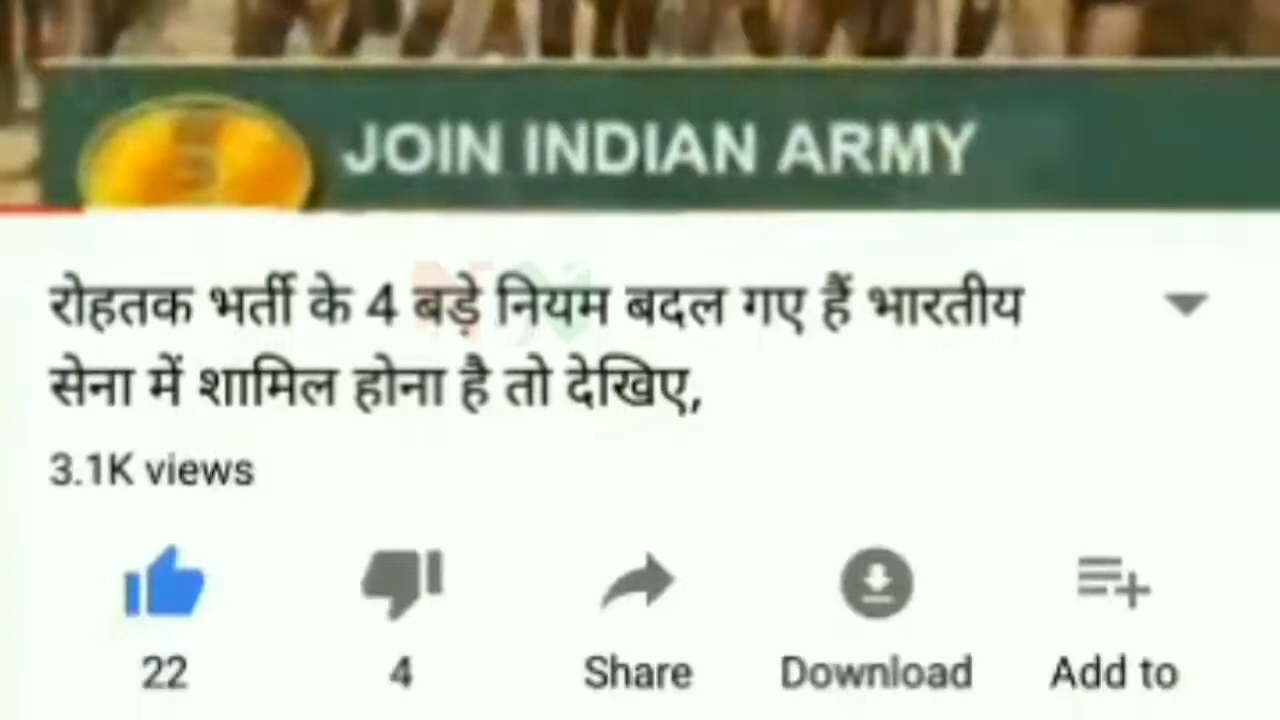 JOIN INDIAN ARMY
रोहतक भर्ती के 4 बड़े नियम बदल गए हैं भारतीय
सेना में शामिल होना है तो देखिए,
3.1K views
22 4 Share Download Add to